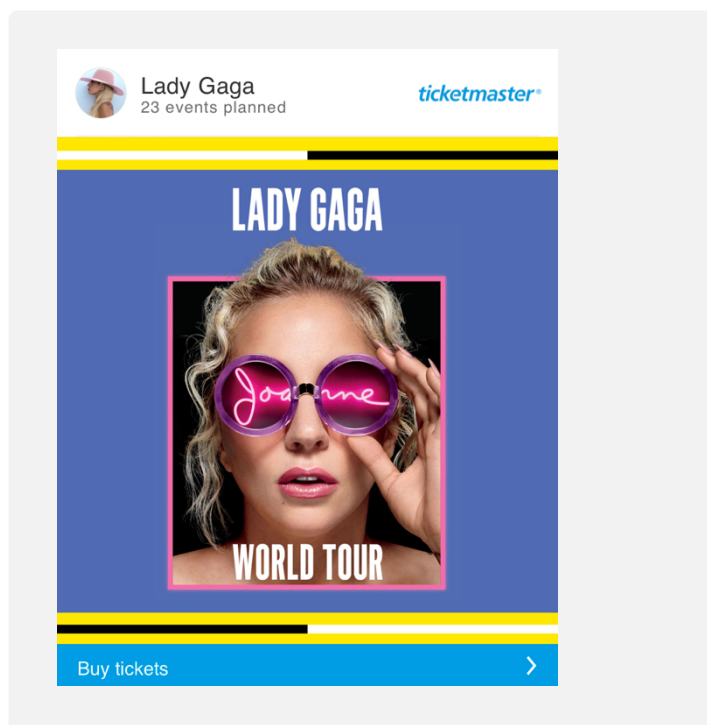 Lady Gaga
23 events planned
ticketmaster®
LADY GAGA
Joanne
WORLD TOUR
Buy tickets